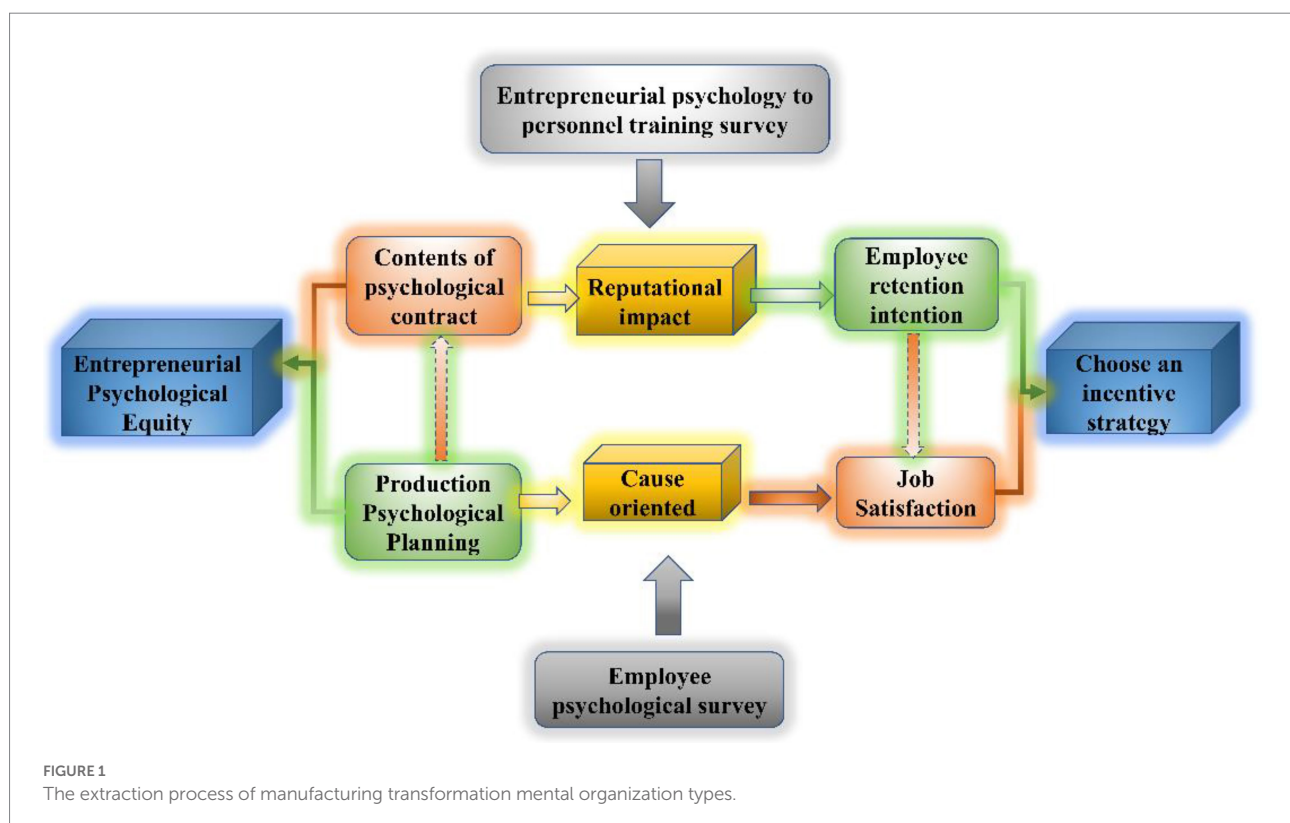 Entrepreneurial psychology to
personnel training survey
Contents of
psychological
contract
Reputational
impact
Employee
retention
intention
Entrepreneurial
Psychological
Equity
Choose an
incentive
strategy
Production
Psychological
Planning
Cause
oriented
Job
Satisfaction
Employee
psychological survey
FIGURE 1
The extraction process of manufacturing transformation mental organization types.